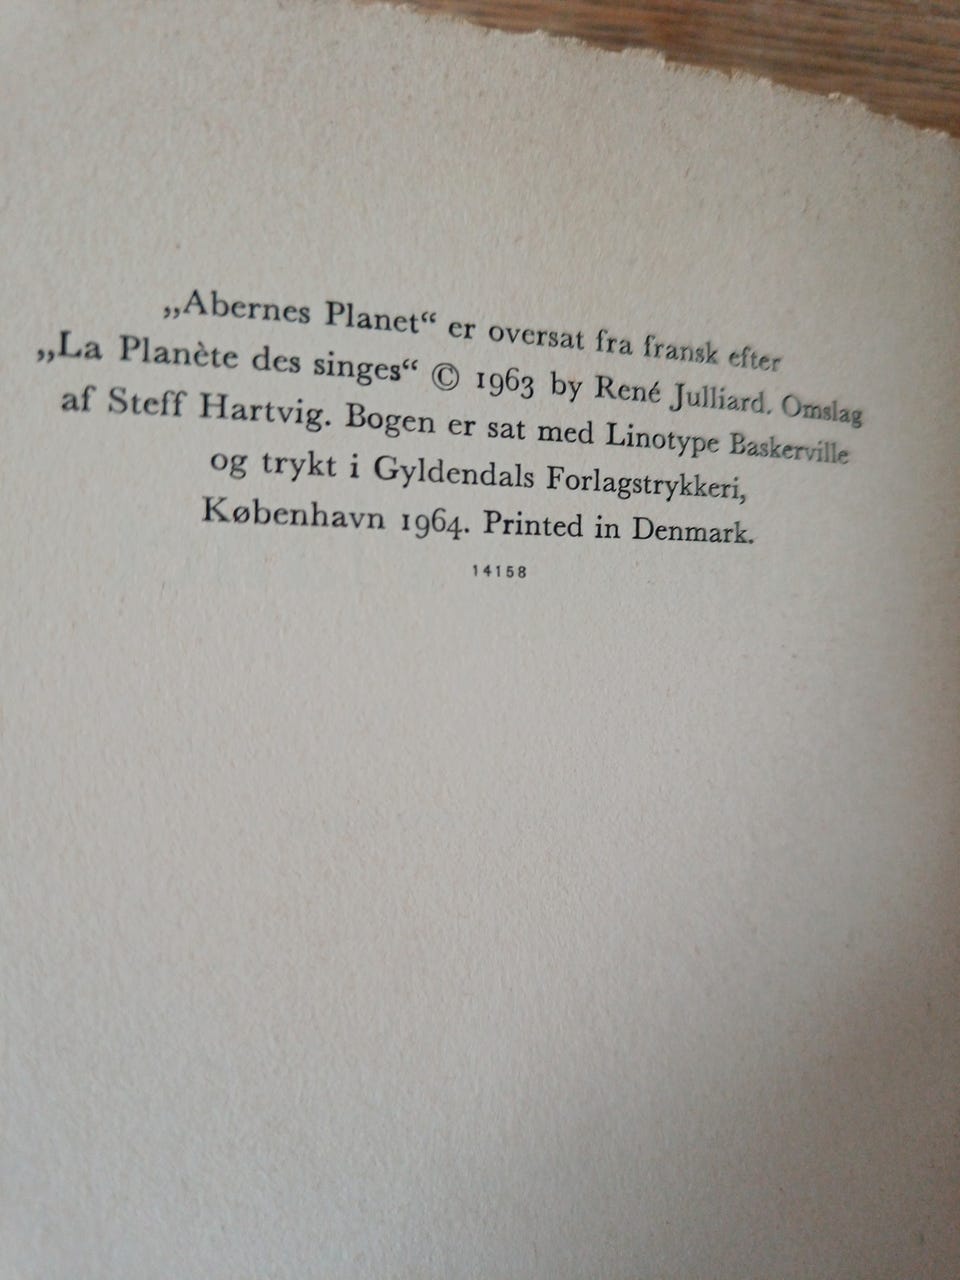 „Abernes Planet“ er oversat fra fransk efter
„La Planète des singes“ © 1963 by René Julliard. Omslag
af Steff Hartvig. Bogen er sat med Linotype Baskerville
og trykt i Gyldendals Forlagstrykkeri,
København 1964. Printed in Denmark.
14158